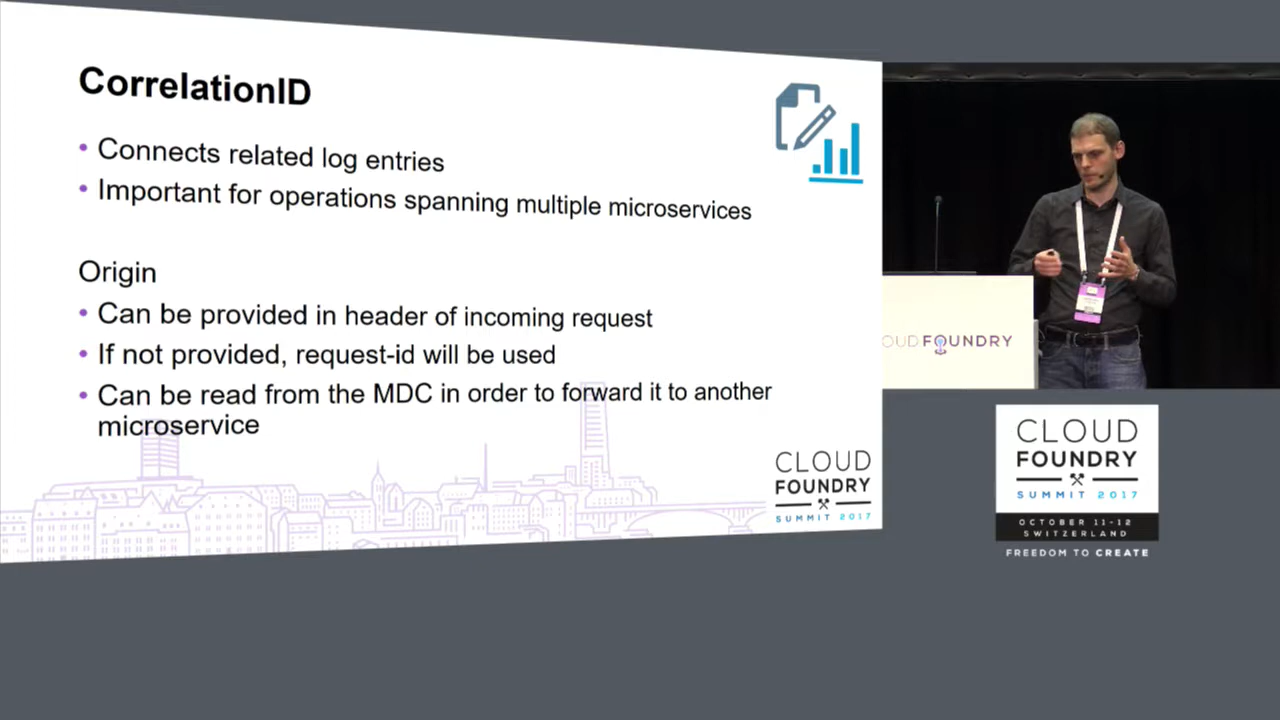 CorrelationID
• Connects related log entries
• Important for operations spanning multiple microservices
Origin
• Can be provided in header of incoming request
• If not provided, request-id will be used
• Can be read from the MDC in order to forward it to another
microservice
CLOUD
FOUNDRY
SUMMIT 2017
OUD FOUNDRY
CLOUD
FOUNDRY
SUMMIT 2017
OCTOBER 11-12
SWITZERLAND
FREEDOM TO CREATE